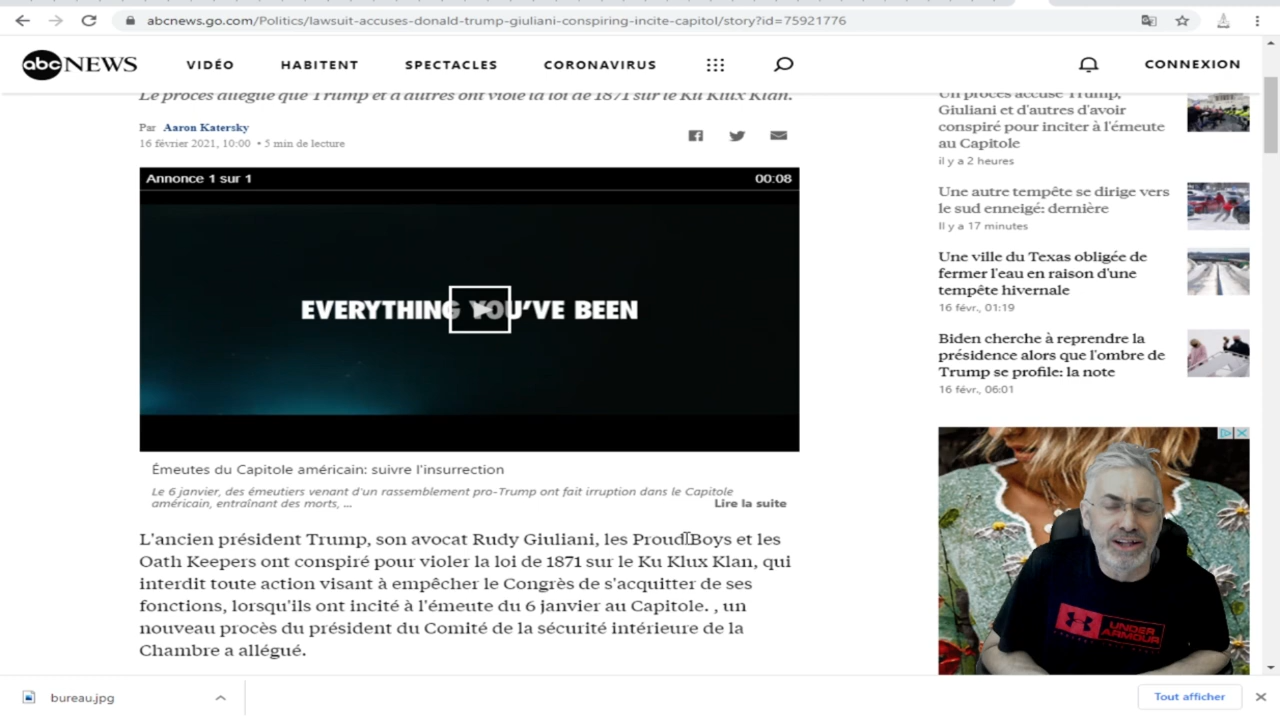 abcnews.go.com/Politics/lawsuit-accuses-donald-trump-giuliani-conspiring-incite-capitol/story?id=75921776
abc NEWS
VIDÉO
HABITENT
SPECTACLES
CORONAVIRUS
CONNEXION
Le procès allègue que Trump et d'autres ont violé la loi de 1871 sur le Ku Klux Klan.
Par Aaron Katersky
16 février 2021, 10:00 • 5 min de lecture
Annonce 1 sur 1
00:08
EVERYTHING YOU'VE BEEN
Émeutes du Capitole américain: suivre l'insurrection
Le 6 janvier, des émeutiers venant d'un rassemblement pro-Trump ont fait irruption dans le Capitole
américain, entraînant des morts, ...
Lire la suite
L'ancien président Trump, son avocat Rudy Giuliani, les Proud Boys et les
Oath Keepers ont conspiré pour violer la loi de 1871 sur le Ku Klux Klan, qui
interdit toute action visant à empêcher le Congrès de s'acquitter de ses
fonctions, lorsqu'ils ont incité à l'émeute du 6 janvier au Capitole. , un
nouveau procès du président du Comité de la sécurité intérieure de la
Chambre a allégué.
Un procès accuse Trump,
Giuliani et d'autres d'avoir
conspiré pour inciter à l'émeute
au Capitole
il y a 2 heures
Une autre tempête se dirige vers
le sud enneigé: dernière
Il y a 17 minutes
Une ville du Texas obligée de
fermer l'eau en raison d'une
tempête hivernale
16 févr., 01:19
Biden cherche à reprendre la
présidence alors que l'ombre de
Trump se profile: la note
16 févr., 06:01
UNDER
ARMOUR
bureau.jpg
Tout afficher